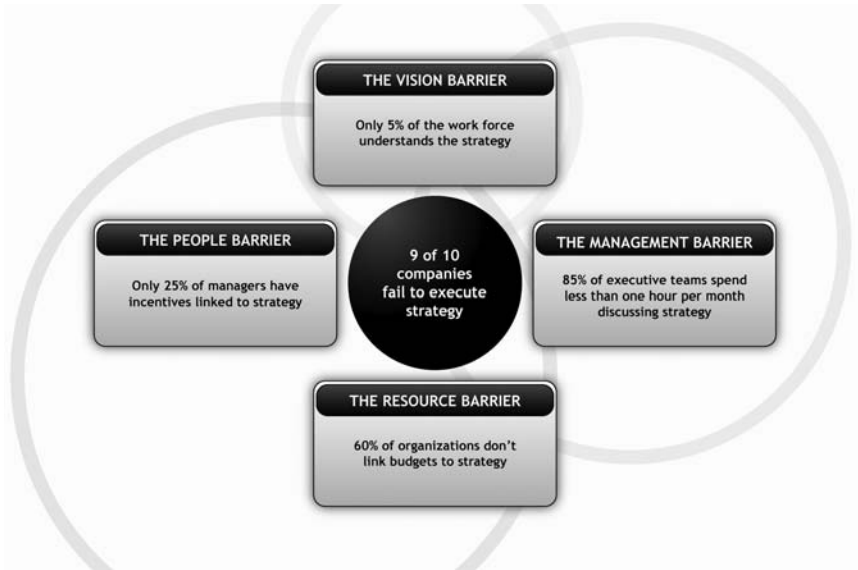 THE VISION BARRIER
Only 5% of the work force
understands the strategy
THE PEOPLE BARRIER
Only 25% of managers have
incentives linked to strategy
9 of 10
companies
fail to execute
strategy
THE MANAGEMENT BARRIER
85% of executive teams spend
less than one hour per month
discussing strategy
THE RESOURCE BARRIER
60% of organizations don't
link budgets to strategy